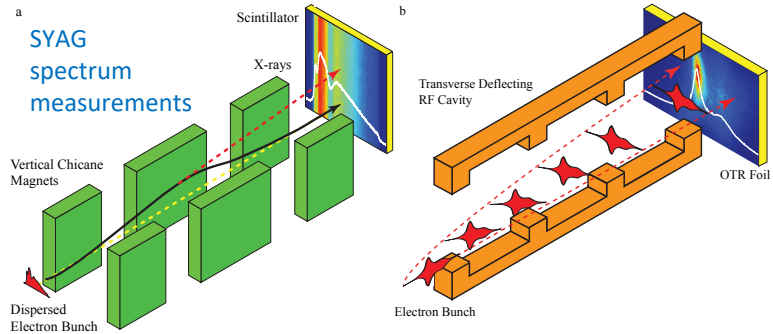 a
SYAG
spectrum
measurements
Scintillator
X-rays
Vertical Chicane
Magnets
Dispersed
Electron Bunch
b
Transverse Deflecting
RF Cavity
OTR Foil
Electron Bunch